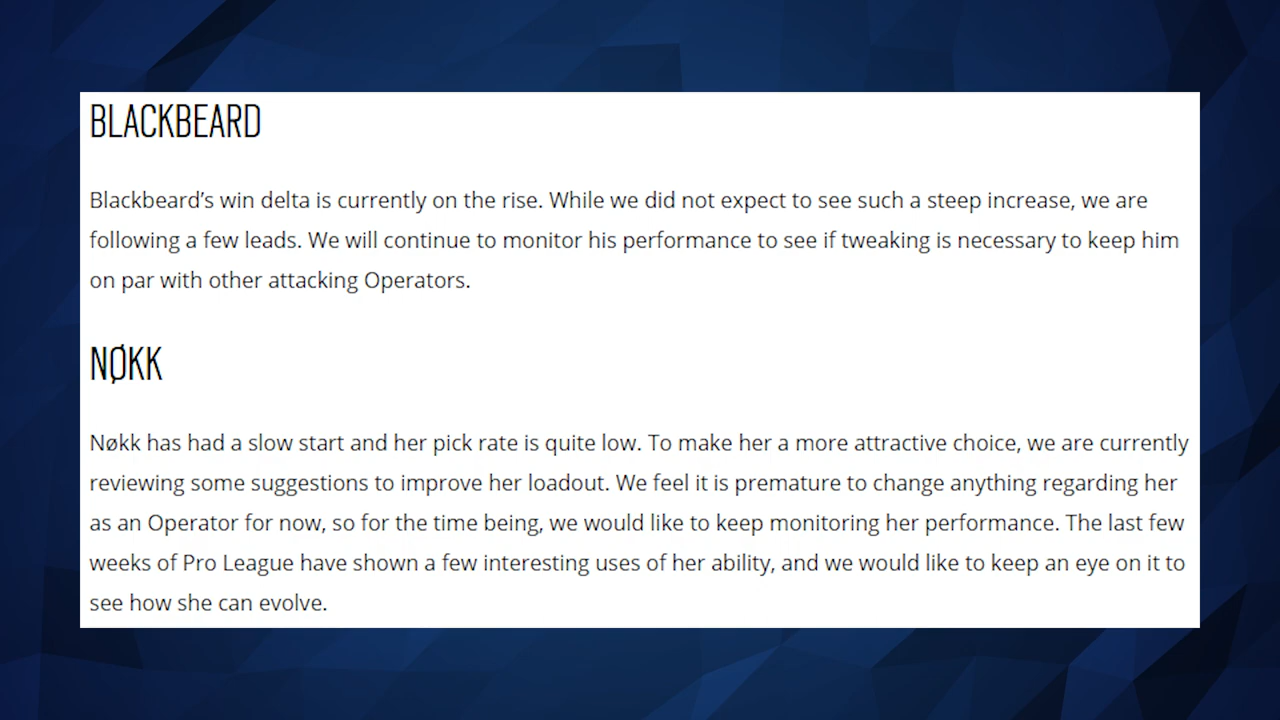 BLACKBEARD
Blackbeard’s win delta is currently on the rise. While we did not expect to see such a steep increase, we are
following a few leads. We will continue to monitor his performance to see if tweaking is necessary to keep him
on par with other attacking Operators.
NØKK
Nøkk has had a slow start and her pick rate is quite low. To make her a more attractive choice, we are currently
reviewing some suggestions to improve her loadout. We feel it is premature to change anything regarding her
as an Operator for now, so for the time being, we would like to keep monitoring her performance. The last few
weeks of Pro League have shown a few interesting uses of her ability, and we would like to keep an eye on it to
see how she can evolve.